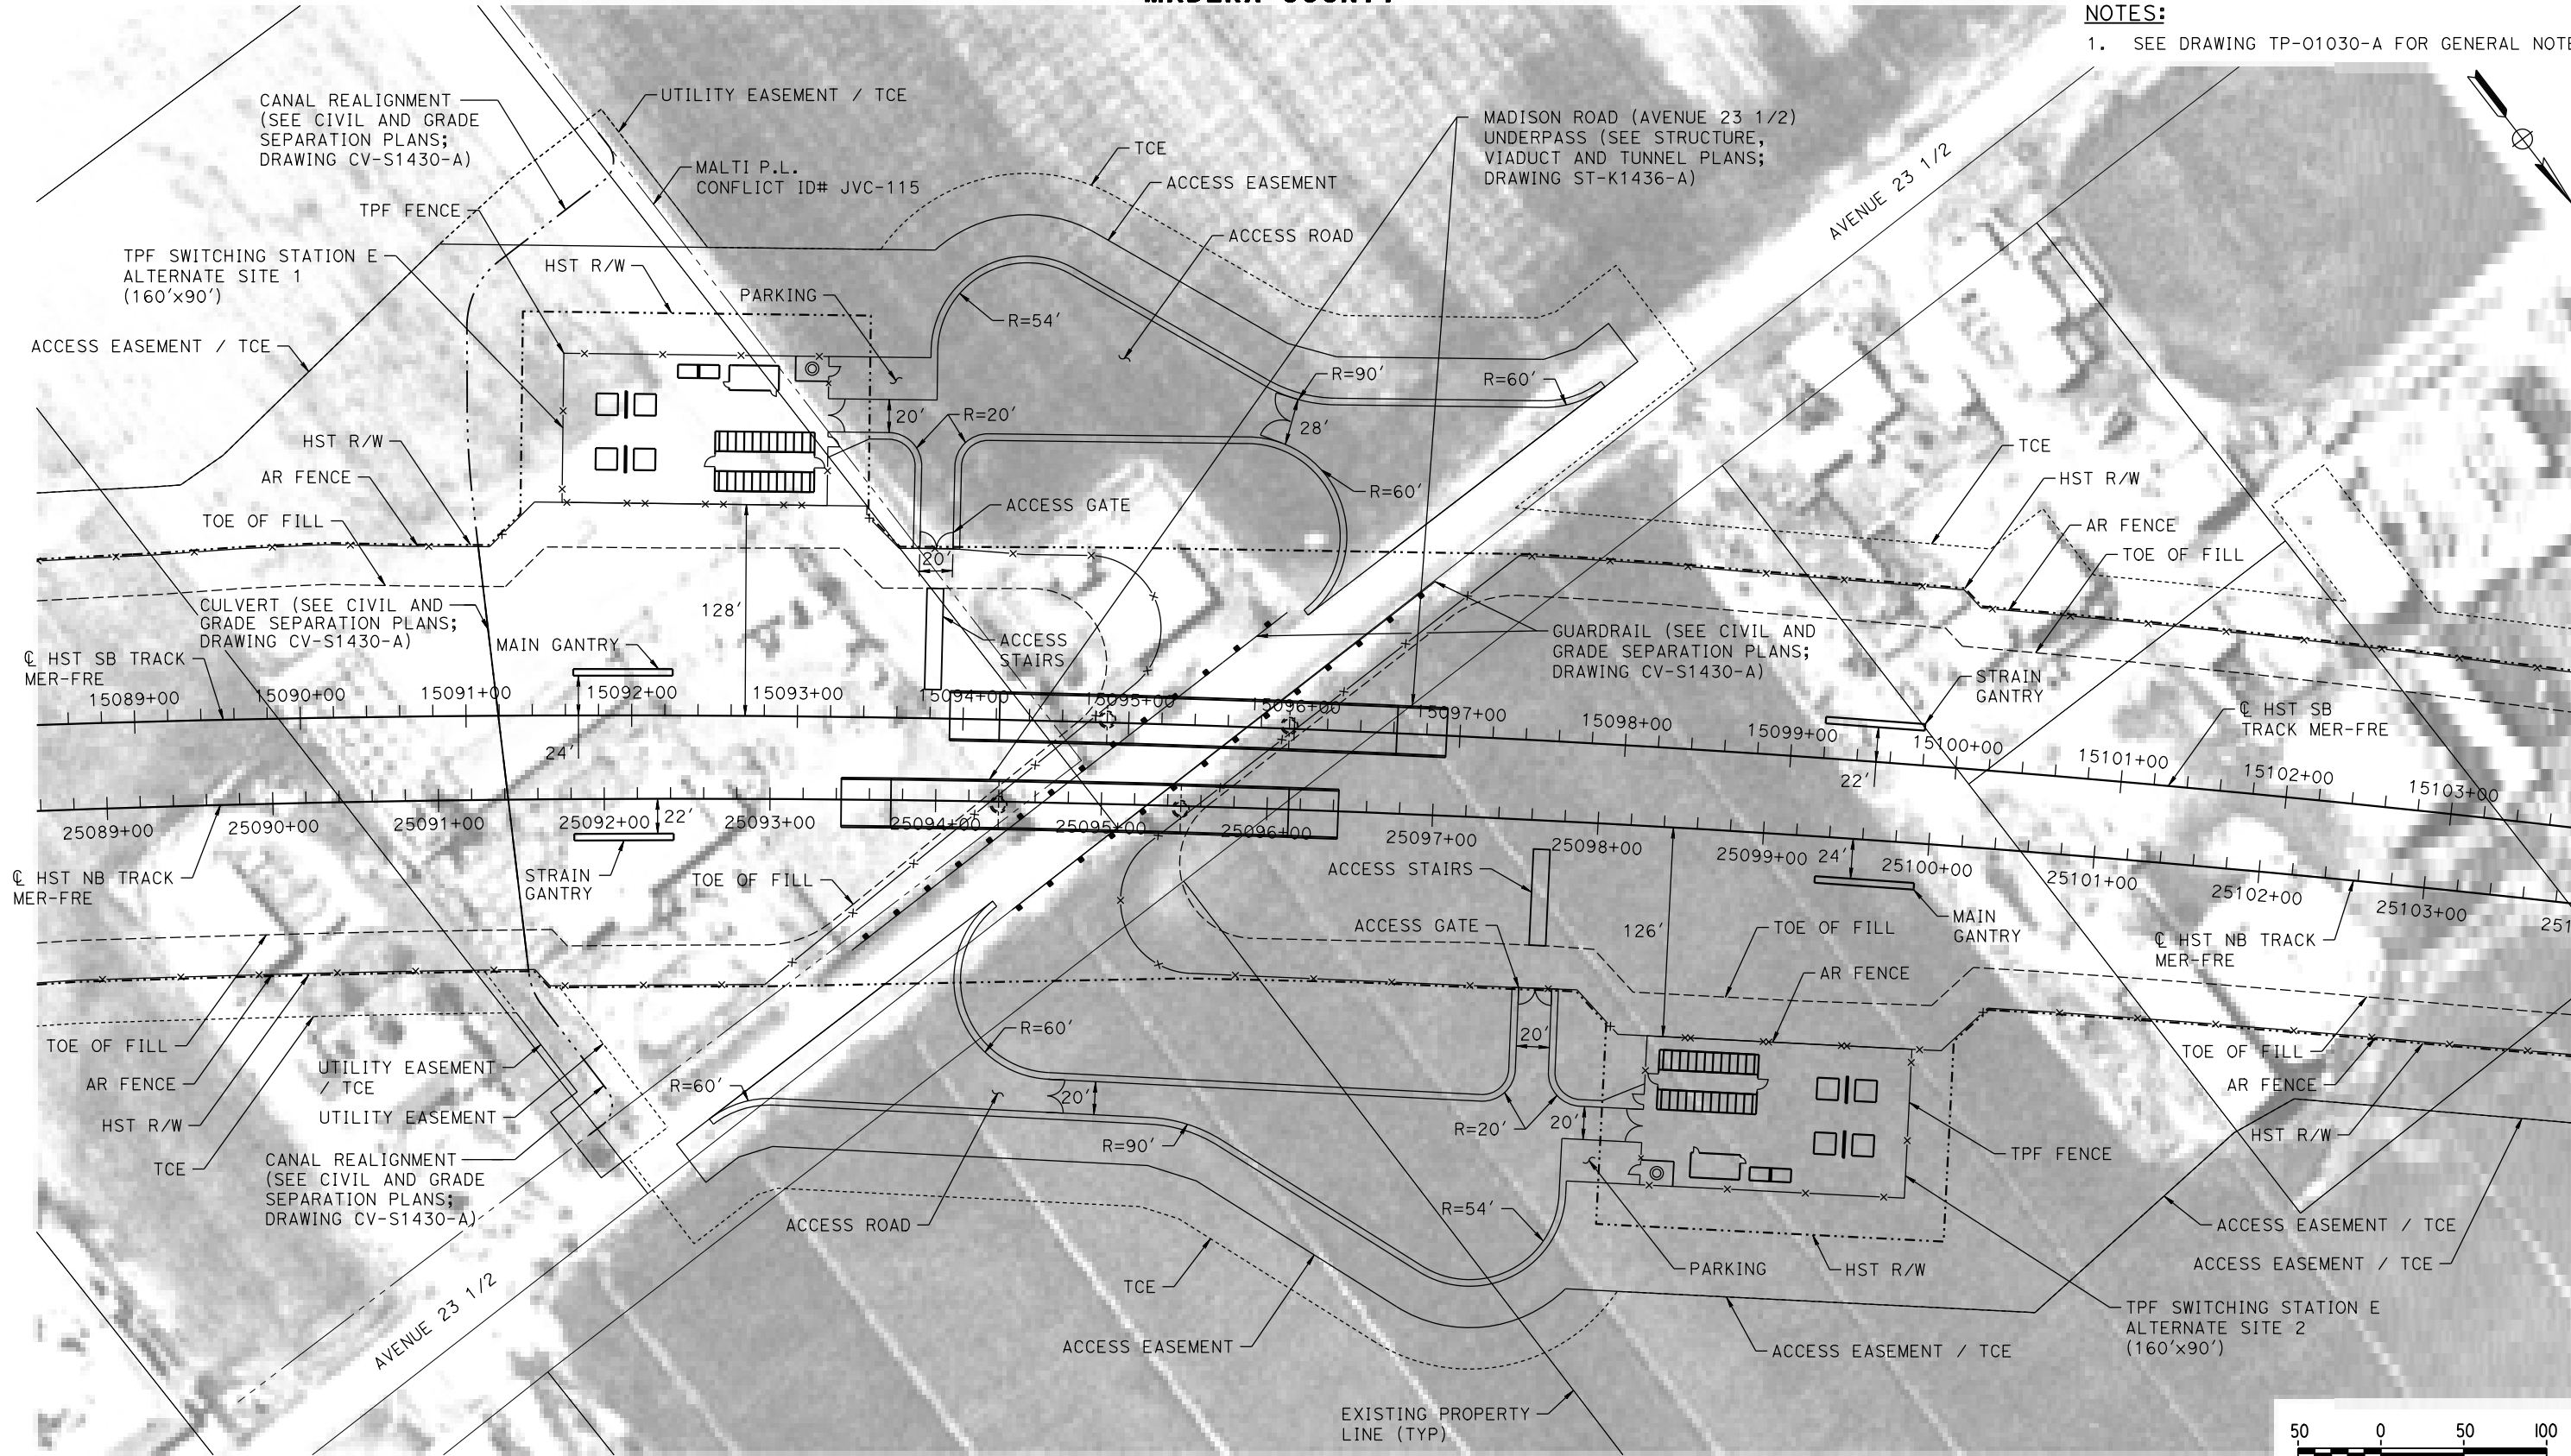 NOTES:
1. SEE DRAWING TP-01030-A FOR GENERAL
CANAL REALIGNMENT
(SEE CIVIL AND GRADE
SEPARATION PLANS;
DRAWING CV-S1430-A)
UTILITY EASEMENT / TCE
MALTI P.L.
CONFLICT ID# JVC-115
TCE
ACCESS EASEMENT
MADISON ROAD (AVENUE 23 1/2)
UNDERPASS (SEE STRUCTURE,
VIADUCT AND TUNNEL PLANS;
DRAWING ST-K1436-A)
AVENUE 23 1/2
TPF FENCE
ACCESS ROAD
TPF SWITCHING STATION E
ALTERNATE SITE 1
(160'x90')
HST R/W
PARKING
R=54'
ACCESS EASEMENT / TCE
R=90'
R=60'
20'
R=20'
28'
HST R/W
AR FENCE
TOE OF FILL
R=60'
ACCESS GATE
20'
TCE
HST R/W
AR FENCE
TOE OF FILL
CULVERT (SEE CIVIL AND
GRADE SEPARATION PLANS;
DRAWING CV-S1430-A)
128'
MAIN GANTRY
ACCESS
STAIRS
GUARDRAIL (SEE CIVIL AND
GRADE SEPARATION PLANS;
DRAWING CV-S1430-A)
STRAIN
GANTRY
℄ HST SB TRACK
MER-FRE
℄ HST SB
TRACK MER-FRE
15089+00
15090+00
15091+00
15092+00
15093+00
15094+00
15095+00
15096+00
15097+00
15098+00
15099+00
15100+00
15101+00
15102+00
15103+00
24'
22'
22'
25089+00
25090+00
25091+00
25092+00
25093+00
25094+00
25095+00
25096+00
25097+00
25098+00
25099+00
24'
25100+00
25101+00
25102+00
25103+00
℄ HST NB TRACK
MER-FRE
STRAIN
GANTRY
TOE OF FILL
ACCESS STAIRS
ACCESS GATE
126'
TOE OF FILL
MAIN
GANTRY
℄ HST NB TRACK
MER-FRE
AR FENCE
R=60'
20'
TOE OF FILL
AR FENCE
HST R/W
TCE
UTILITY EASEMENT
/ TCE
UTILITY EASEMENT
CANAL REALIGNMENT
(SEE CIVIL AND GRADE
SEPARATION PLANS;
DRAWING CV-S1430-A)
R=60'
20'
R=90'
R=20'
20'
TOE OF FILL
AR FENCE
HST R/W
TPF FENCE
ACCESS ROAD
R=54'
ACCESS EASEMENT / TCE
ACCESS EASEMENT / TCE
TCE
PARKING
HST R/W
AVENUE 23 1/2
ACCESS EASEMENT
ACCESS EASEMENT / TCE
TPF SWITCHING STATION E
ALTERNATE SITE 2
(160'x90')
EXISTING PROPERTY
LINE (TYP)
50 0 50 100